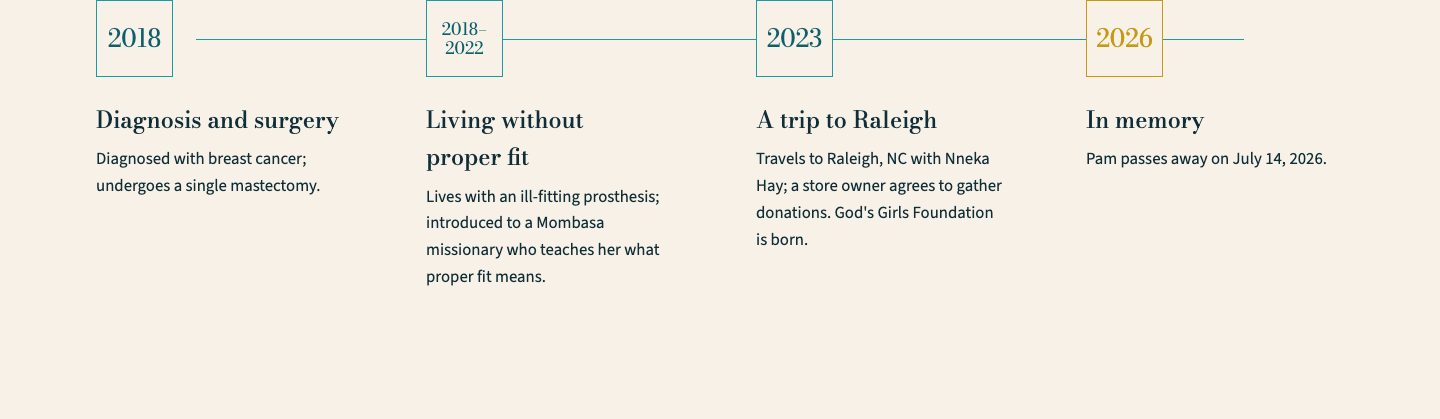 2018
2018–
2022
2023
2026
Diagnosis and surgery
Diagnosed with breast cancer;
undergoes a single mastectomy.
Living without
proper fit
Lives with an ill-fitting prosthesis;
introduced to a Mombasa
missionary who teaches her what
proper fit means.
A trip to Raleigh
Travels to Raleigh, NC with Nneka
Hay; a store owner agrees to gather
donations. God's Girls Foundation
is born.
In memory
Pam passes away on July 14, 2026.